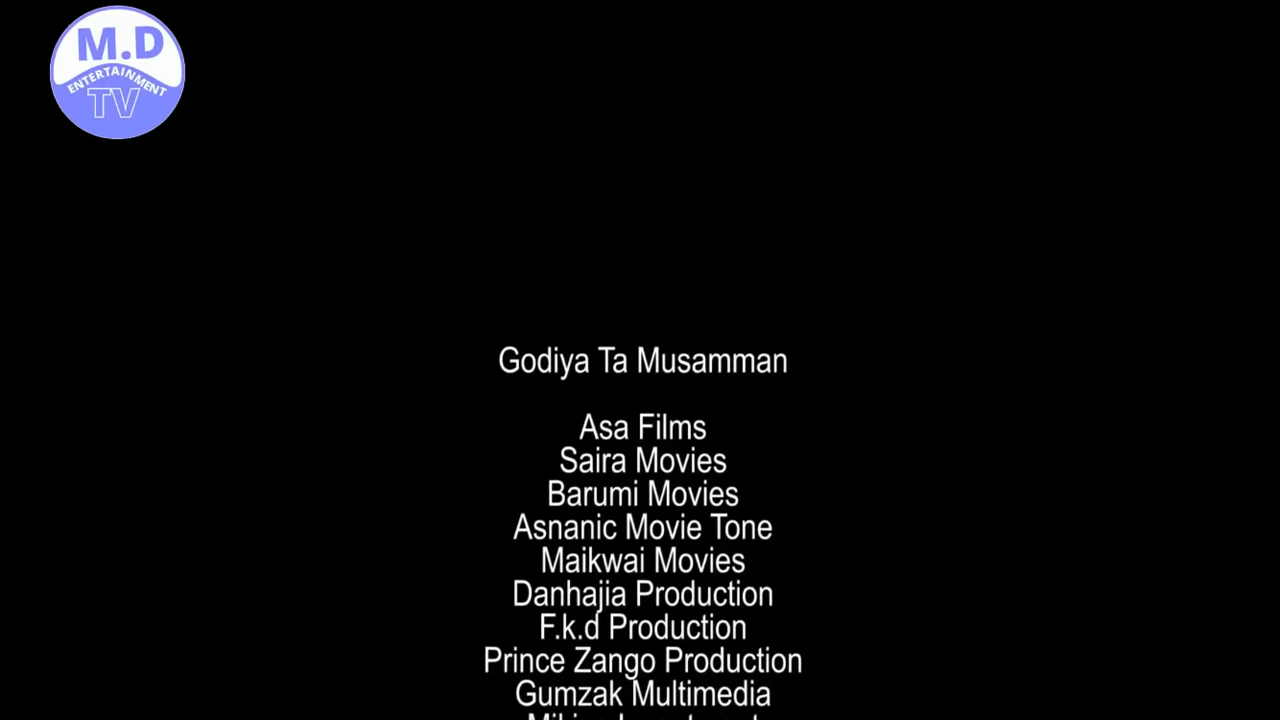 M.D
ENTERTAINMENT
TV
Godiya Ta Musamman
Asa Films
Saira Movies
Barumi Movies
Asnanic Movie Tone
Maikwai Movies
Danhajia Production
F.k.d Production
Prince Zango Production
Gumzak Multimedia